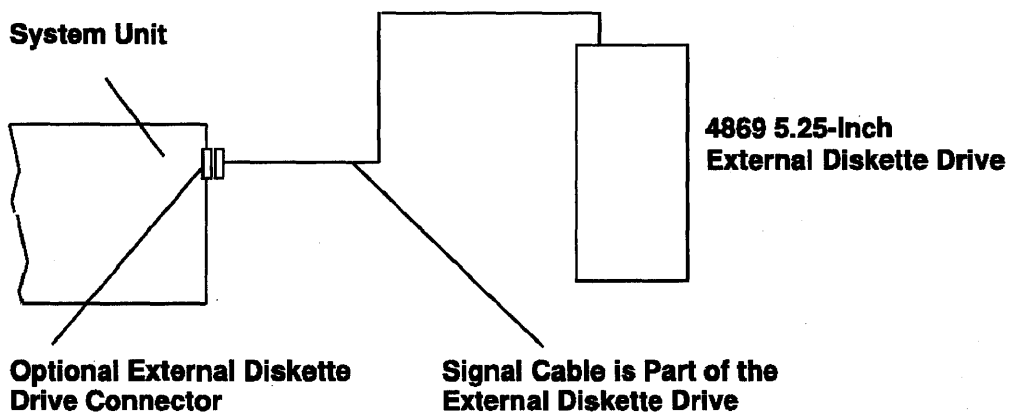 System Unit
4869 5.25-Inch
External Diskette Drive
Optional External Diskette
Drive Connector
Signal Cable is Part of the
External Diskette Drive